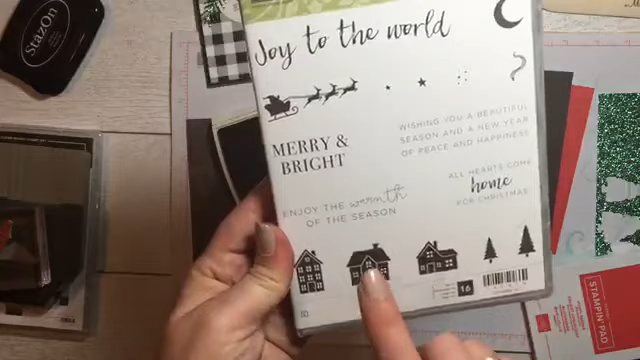 StazOn
Joy to the world
WISHING YOU A BEAUTIFUL
SEASON AND A NEW YEAR
OF PEACE AND HAPPINESS
MERRY &
BRIGHT
ALL HEARTS COME
home
FOR CHRISTMAS
ENJOY THE warmth
OF THE SEASON
16
STAMPIN' PAD